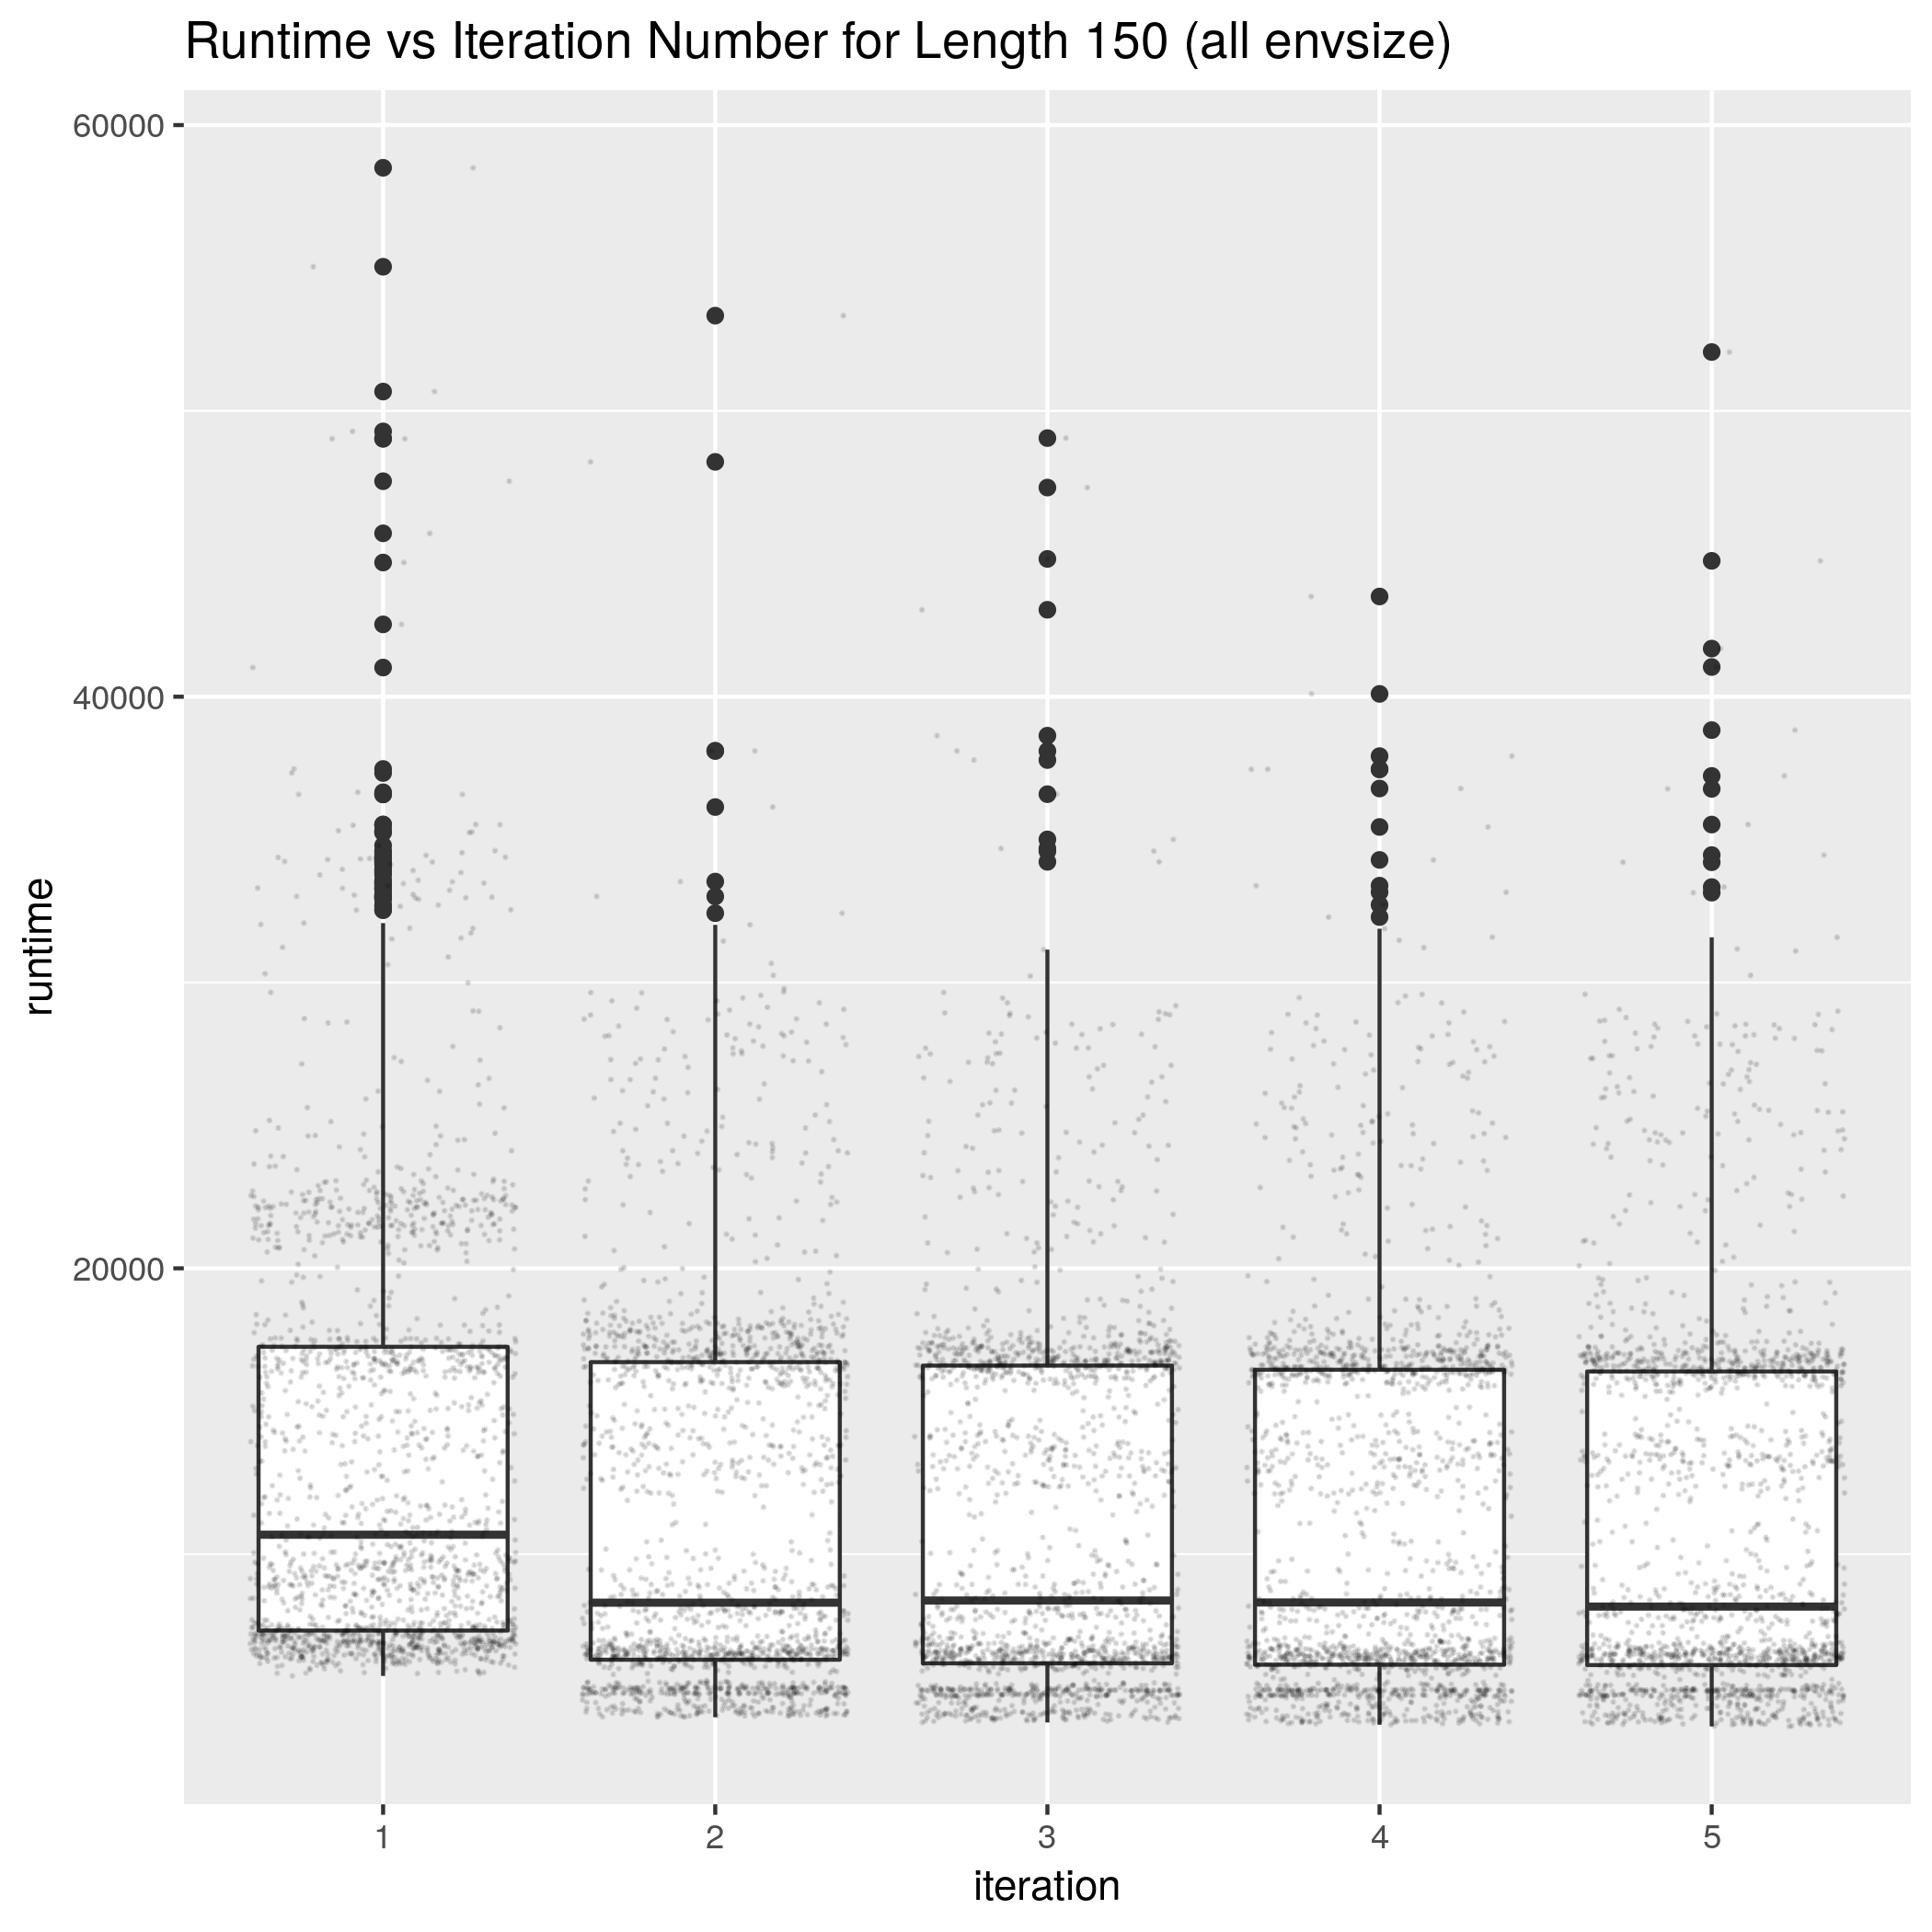 Runtime vs Iteration Number for Length 150 (all envsize)
60000
40000
20000
runtime
1 2 3 4 5
iteration